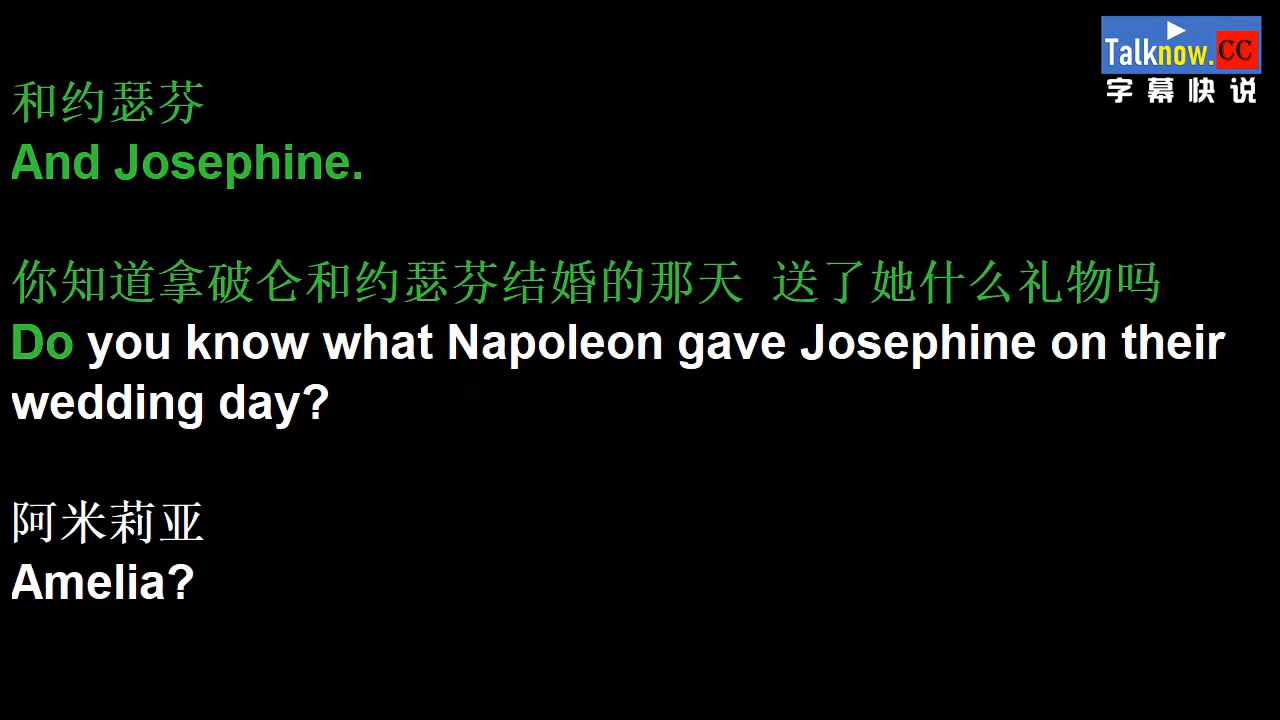 Talknow.CC
字幕快说
和约瑟芬
And Josephine.
你知道拿破仑和约瑟芬结婚的那天 送了她什么礼物吗
Do you know what Napoleon gave Josephine on their
wedding day?
阿米莉亚
Amelia?